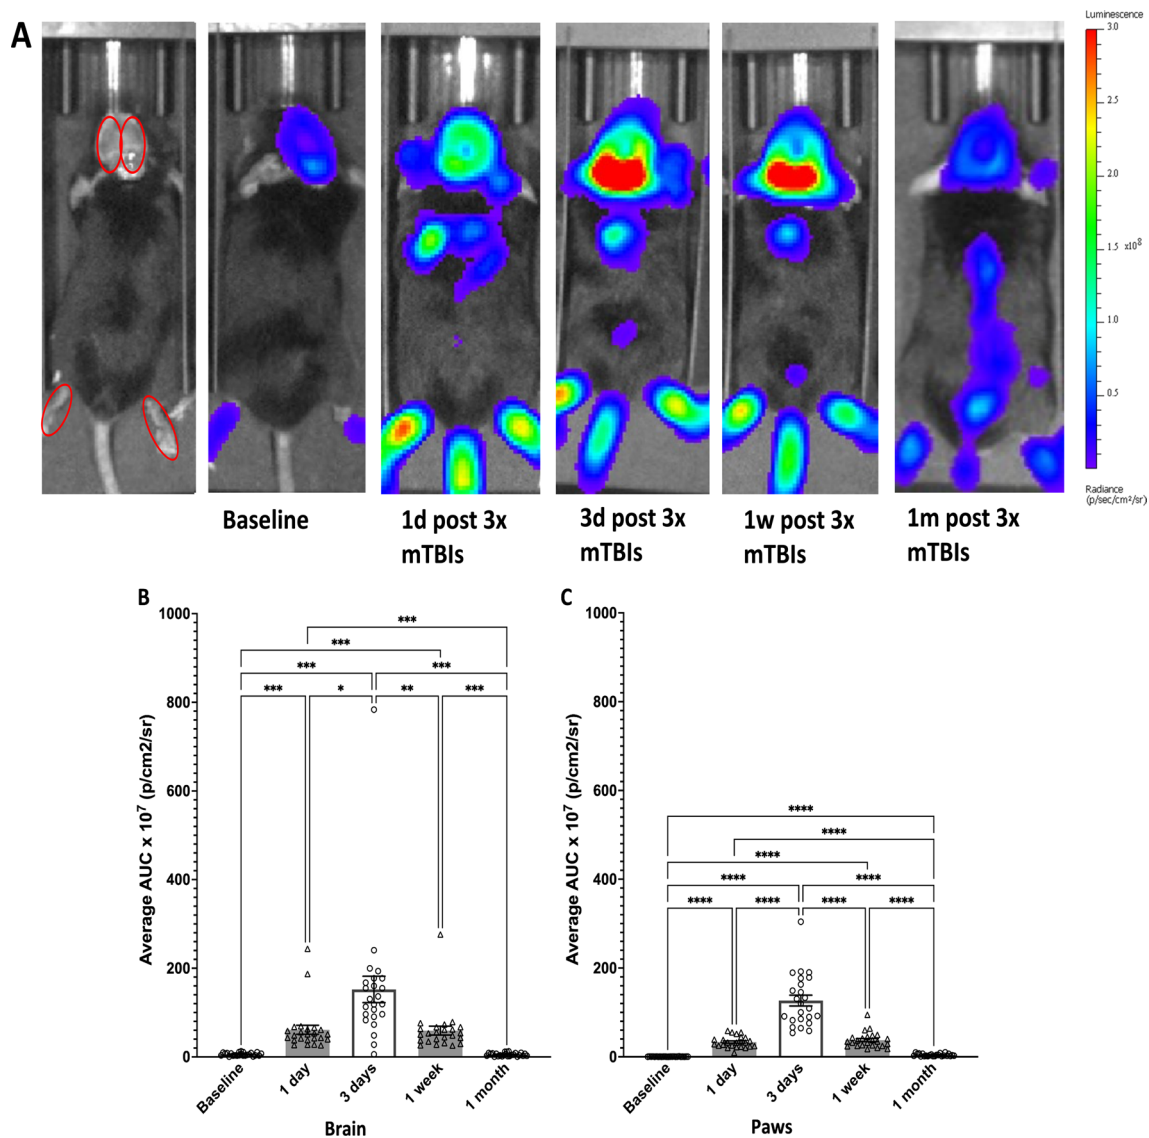 A
Luminescence
3.0
2.5
2.0
1.5
x10⁸
1.0
0.5
Radiance
(p/sec/cm²/sr)
Baseline
1d post 3x
mTBIs
3d post 3x
mTBIs
1w post 3x
mTBIs
1m post 3x
mTBIs
B
Average AUC x 10⁷ (p/cm2/sr)
1000
800
600
400
200
0
***
***
*** ***
*** * ** ***
Baseline
1 day
3 days
1 week
1 month
Brain
C
Average AUC x 10⁷ (p/cm2/sr)
1000
800
600
400
200
0
****
****
****
**** ****
**** **** **** ****
Baseline
1 day
3 days
1 week
1 month
Paws